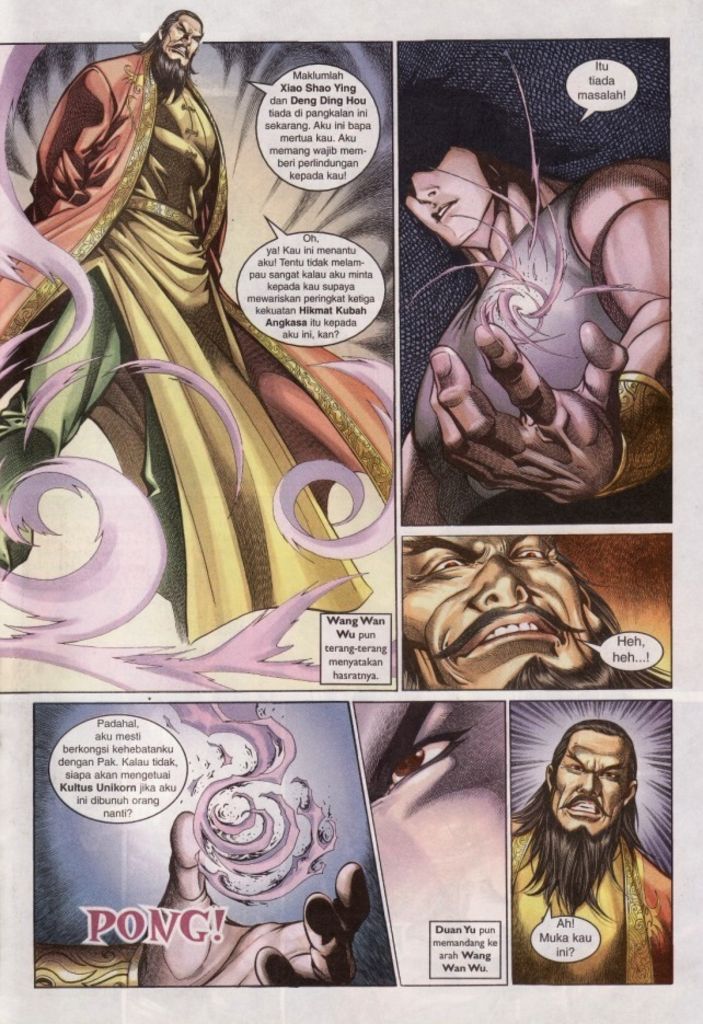 Maklumlah
Xiao Shao Ying
dan Deng Ding Hou
tiada di pangkalan ini
sekarang. Aku ini bapa
mertua kau. Aku
memang wajib mem-
beri perlindungan
kepada kau!
Oh,
ya! Kau ini menantu
aku! Tentu tidak melam-
pau sangat kalau aku minta
kepada kau supaya
mewariskan peringkat ketiga
kekuatan Hikmat Kubah
Angkasa itu kepada
aku ini, kan?
Wang Wan
Wu pun
terang-terang
menyatakan
hasratnya.
Itu
tiada
masalah!
Heh,
heh...!
Padahal,
aku mesti
berkongsi kehebatanku
dengan Pak. Kalau tidak,
siapa akan mengetuai
Kultus Unikorn jika aku
ini dibunuh orang
nanti?
PONG!
Duan Yu pun
memandang ke
arah Wang
Wan Wu.
Ah!
Muka kau
ini?